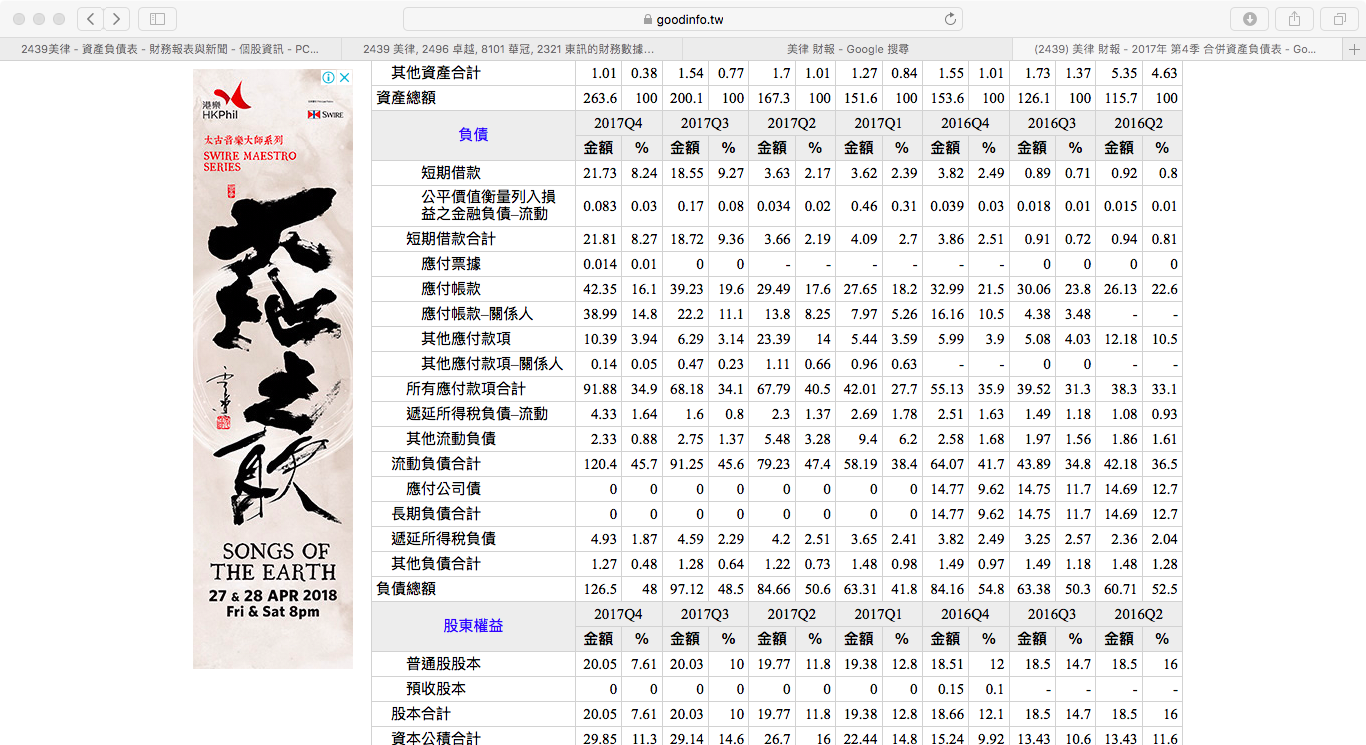 goodinfo.tw
2439美律 - 資產負債表 - 財務報表與新聞 - 個股資訊 - PC...
2439 美律, 2496 卓越, 8101 華冠, 2321 東訊的財務數據...
美律 財報 - Google 搜尋
(2439) 美律 財報 - 2017年 第4季 合併資產負債表 - Go...
港樂
HKPhil
SWIRE
太古音樂大師系列
SWIRE MAESTRO
SERIES
大地之歌
SONGS OF
THE EARTH
27 & 28 APR 2018
Fri & Sat 8pm
其他資產合計 1.01 0.38 1.54 0.77 1.7 1.01 1.27 0.84 1.55 1.01 1.73 1.37 5.35 4.63
資產總額 263.6 100 200.1 100 167.3 100 151.6 100 153.6 100 126.1 100 115.7 100
負債 2017Q4 2017Q3 2017Q2 2017Q1 2016Q4 2016Q3 2016Q2
金額 % 金額 % 金額 % 金額 % 金額 % 金額 % 金額 %
短期借款 21.73 8.24 18.55 9.27 3.63 2.17 3.62 2.39 3.82 2.49 0.89 0.71 0.92 0.8
公平價值衡量列入損
益之金融負債–流動 0.083 0.03 0.17 0.08 0.034 0.02 0.46 0.31 0.039 0.03 0.018 0.01 0.015 0.01
短期借款合計 21.81 8.27 18.72 9.36 3.66 2.19 4.09 2.7 3.86 2.51 0.91 0.72 0.94 0.81
應付票據 0.014 0.01 0 0 - - - - - - 0 0 0 0
應付帳款 42.35 16.1 39.23 19.6 29.49 17.6 27.65 18.2 32.99 21.5 30.06 23.8 26.13 22.6
應付帳款–關係人 38.99 14.8 22.2 11.1 13.8 8.25 7.97 5.26 16.16 10.5 4.38 3.48 - -
其他應付款項 10.39 3.94 6.29 3.14 23.39 14 5.44 3.59 5.99 3.9 5.08 4.03 12.18 10.5
其他應付款項–關係人 0.14 0.05 0.47 0.23 1.11 0.66 0.96 0.63 - - 0 0 - -
所有應付款項合計 91.88 34.9 68.18 34.1 67.79 40.5 42.01 27.7 55.13 35.9 39.52 31.3 38.3 33.1
遞延所得稅負債–流動 4.33 1.64 1.6 0.8 2.3 1.37 2.69 1.78 2.51 1.63 1.49 1.18 1.08 0.93
其他流動負債 2.33 0.88 2.75 1.37 5.48 3.28 9.4 6.2 2.58 1.68 1.97 1.56 1.86 1.61
流動負債合計 120.4 45.7 91.25 45.6 79.23 47.4 58.19 38.4 64.07 41.7 43.89 34.8 42.18 36.5
應付公司債 0 0 0 0 0 0 0 0 14.77 9.62 14.75 11.7 14.69 12.7
長期負債合計 0 0 0 0 0 0 0 0 14.77 9.62 14.75 11.7 14.69 12.7
遞延所得稅負債 4.93 1.87 4.59 2.29 4.2 2.51 3.65 2.41 3.82 2.49 3.25 2.57 2.36 2.04
其他負債合計 1.27 0.48 1.28 0.64 1.22 0.73 1.48 0.98 1.49 0.97 1.49 1.18 1.48 1.28
負債總額 126.5 48 97.12 48.5 84.66 50.6 63.31 41.8 84.16 54.8 63.38 50.3 60.71 52.5
股東權益 2017Q4 2017Q3 2017Q2 2017Q1 2016Q4 2016Q3 2016Q2
金額 % 金額 % 金額 % 金額 % 金額 % 金額 % 金額 %
普通股股本 20.05 7.61 20.03 10 19.77 11.8 19.38 12.8 18.51 12 18.5 14.7 18.5 16
預收股本 0 0 0 0 0 0 0 0 0.15 0.1 - - - -
股本合計 20.05 7.61 20.03 10 19.77 11.8 19.38 12.8 18.66 12.1 18.5 14.7 18.5 16
資本公積合計 29.85 11.3 29.14 14.6 26.7 16 22.44 14.8 15.24 9.92 13.43 10.6 13.43 11.6